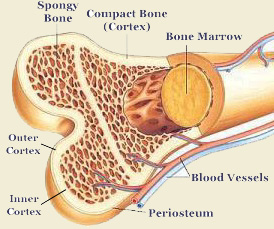 Spongy
Bone
Compact Bone
(Cortex)
Bone Marrow
Outer
Cortex
Blood Vessels
Inner
Cortex
Periosteum